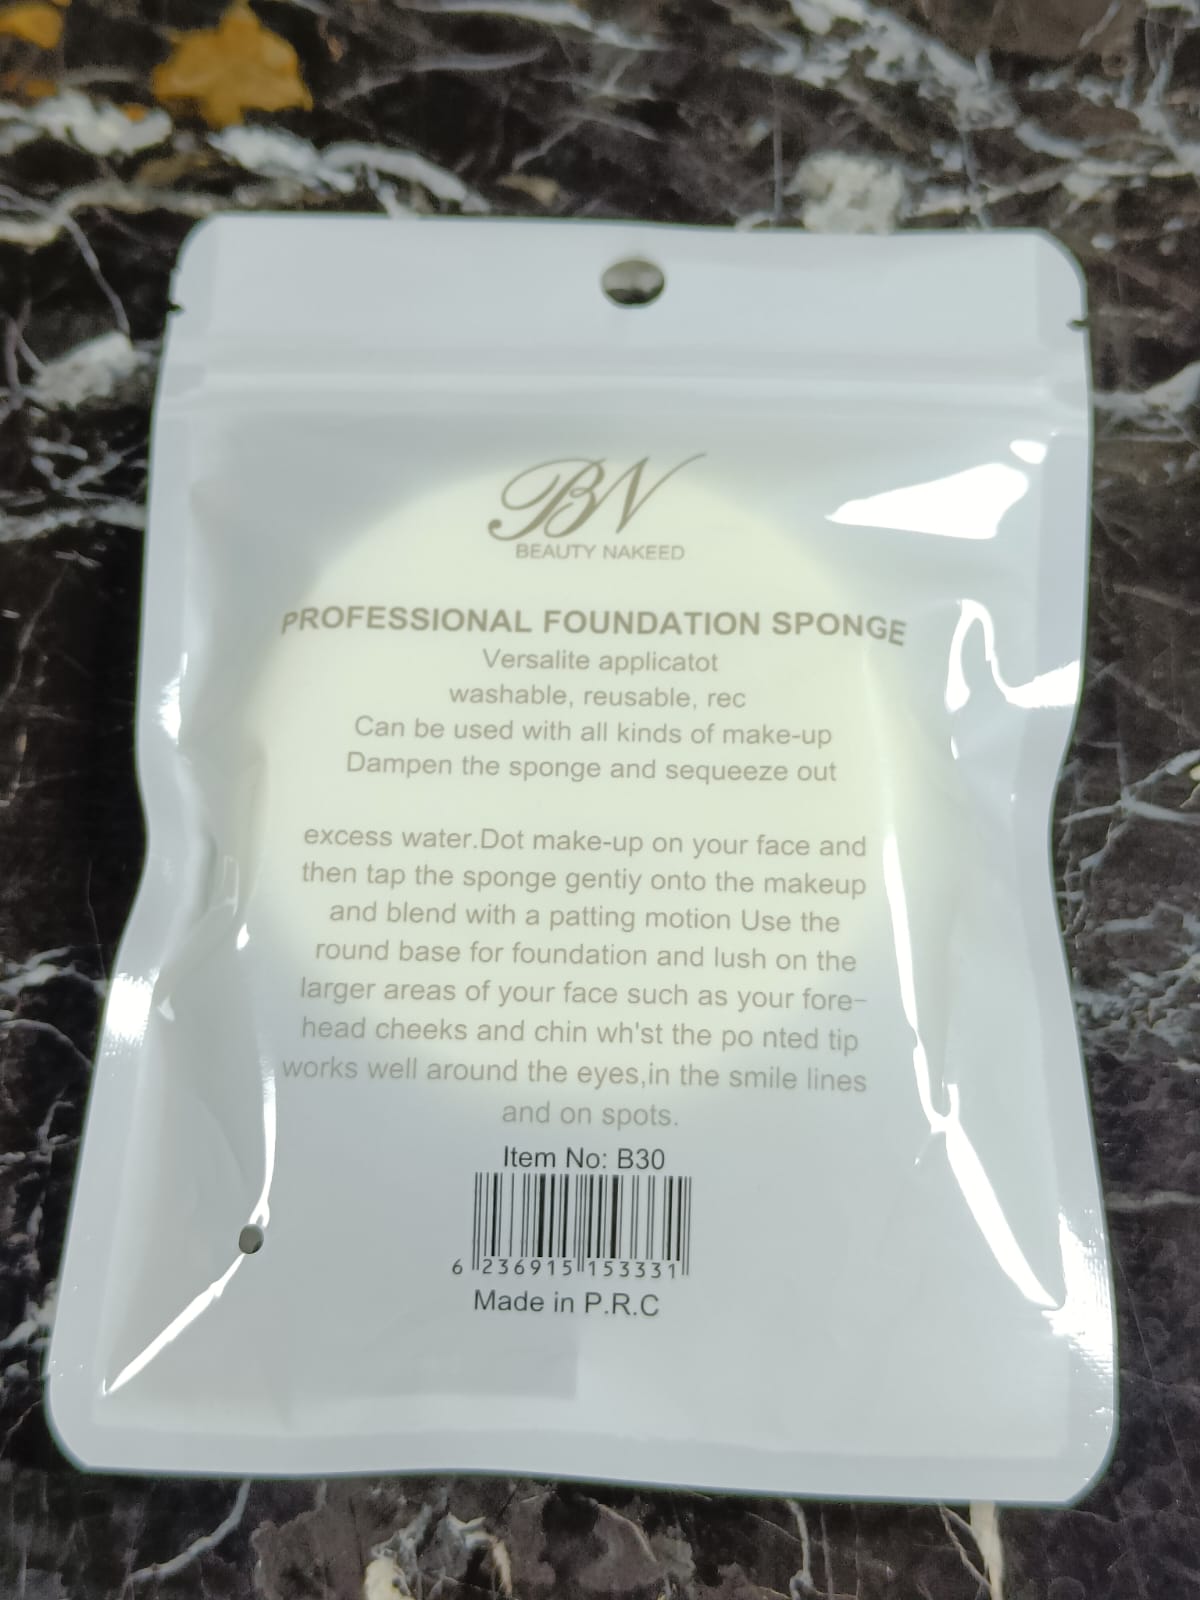 BN
BEAUTY NAKEED
PROFESSIONAL FOUNDATION SPONGE
Versalite applicatot
washable, reusable, rec
Can be used with all kinds of make-up
Dampen the sponge and sequeeze out
excess water.Dot make-up on your face and
then tap the sponge gentiy onto the makeup
and blend with a patting motion Use the
round base for foundation and lush on the
larger areas of your face such as your fore-
head cheeks and chin wh'st the po nted tip
works well around the eyes,in the smile lines
and on spots.
Item No: B30
6 236915 153331
Made in P.R.C